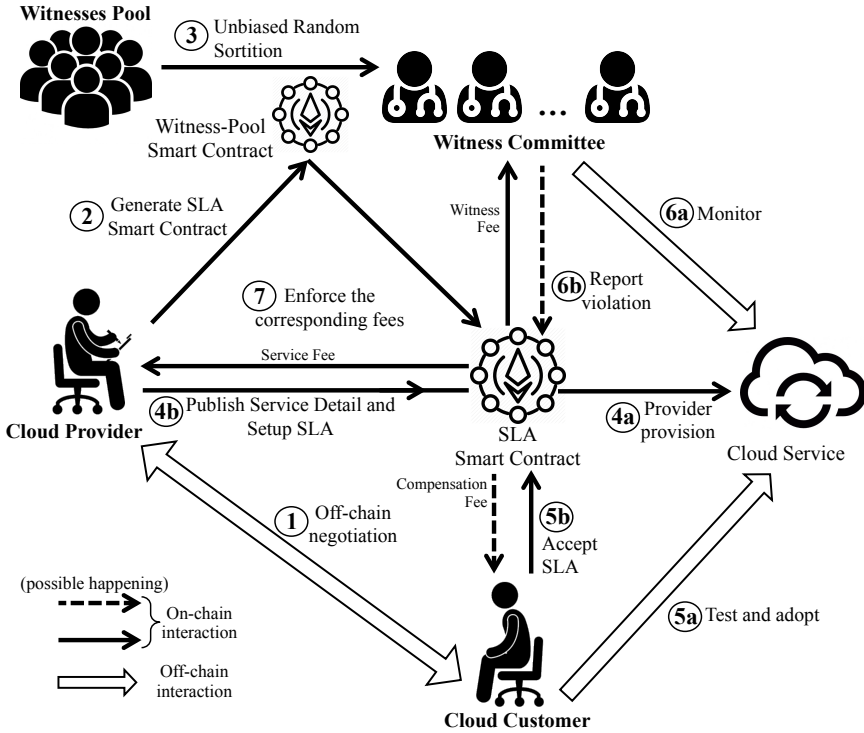 Witnesses Pool
3 Unbiased Random
Sortition
...
Witness-Pool
Smart Contract
Witness Committee
2 Generate SLA
Smart Contract
Witness
Fee
6a Monitor
6b Report
violation
7 Enforce the
corresponding fees
Service Fee
4b Publish Service Detail and
Setup SLA
Cloud Provider
4a Provider
provision
SLA
Smart Contract
Cloud Service
Compensation
Fee
1 Off-chain
negotiation
5b
Accept
SLA
(possible happening)
On-chain
interaction
Off-chain
interaction
5a Test and adopt
Cloud Customer